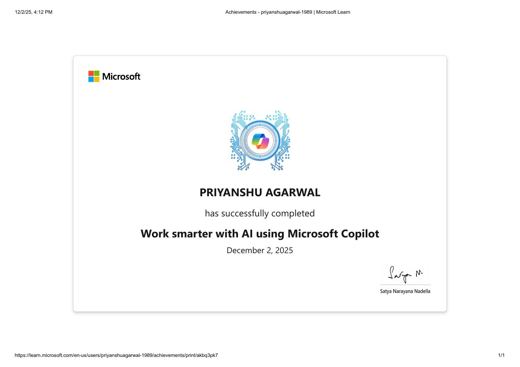 12/2/25, 4:12 PM
Achievements - priyanshuagarwal-1989 | Microsoft Learn
Microsoft
PRIYANSHU AGARWAL
has successfully completed
Work smarter with AI using Microsoft Copilot
December 2, 2025
Satya N.
Satya Narayana Nadella
https://learn.microsoft.com/en-us/users/priyanshuagarwal-1989/achievements/print/akbq3pk7
1/1